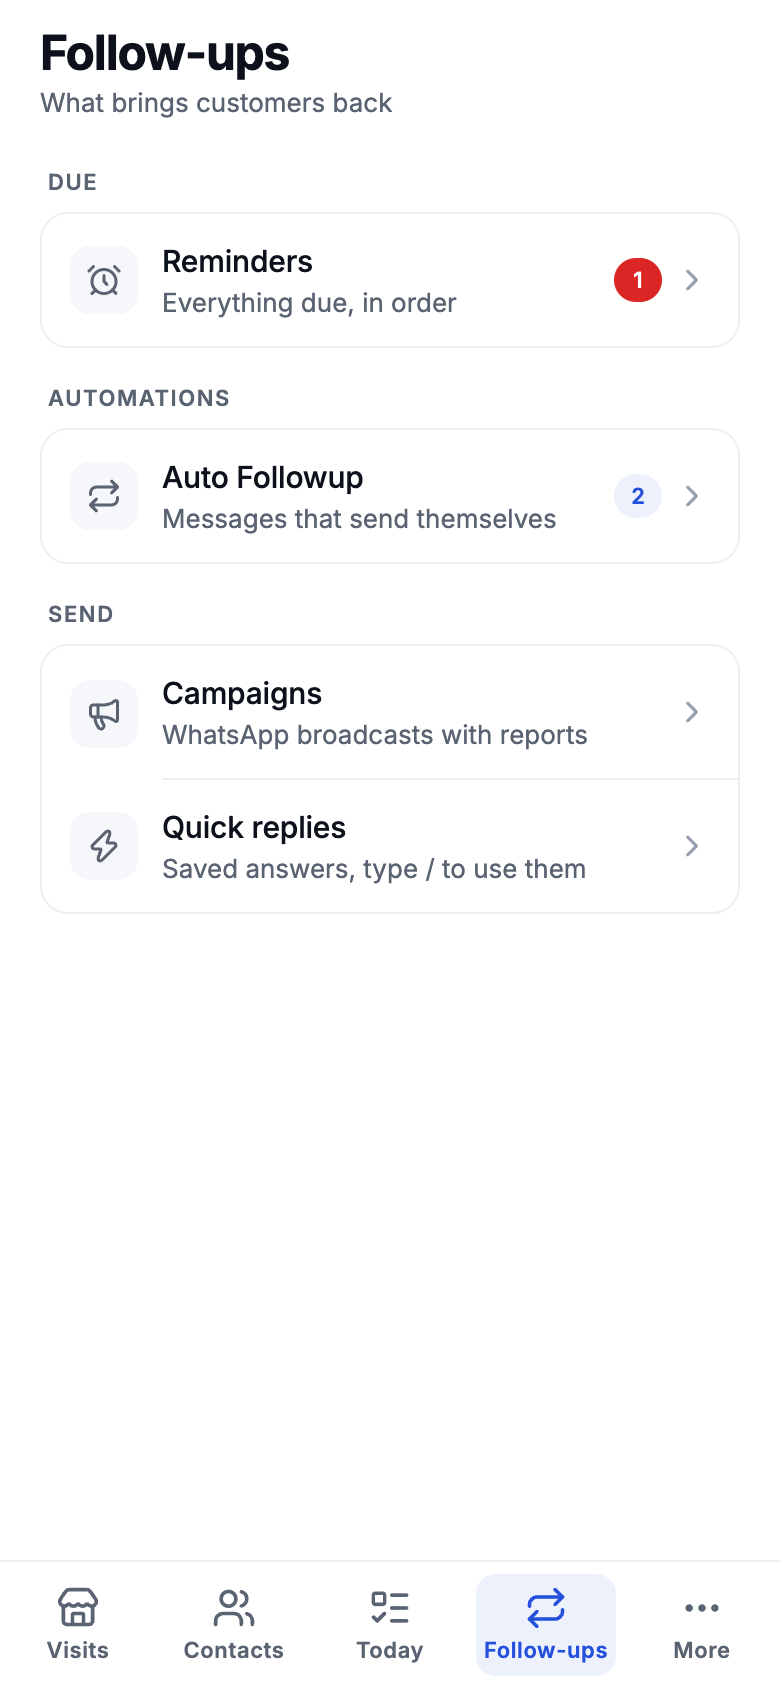 Follow-ups
What brings customers back
DUE
Reminders
Everything due, in order
1
AUTOMATIONS
Auto Followup
Messages that send themselves
2
SEND
Campaigns
WhatsApp broadcasts with reports
Quick replies
Saved answers, type / to use them
Visits
Contacts
Today
Follow-ups
More